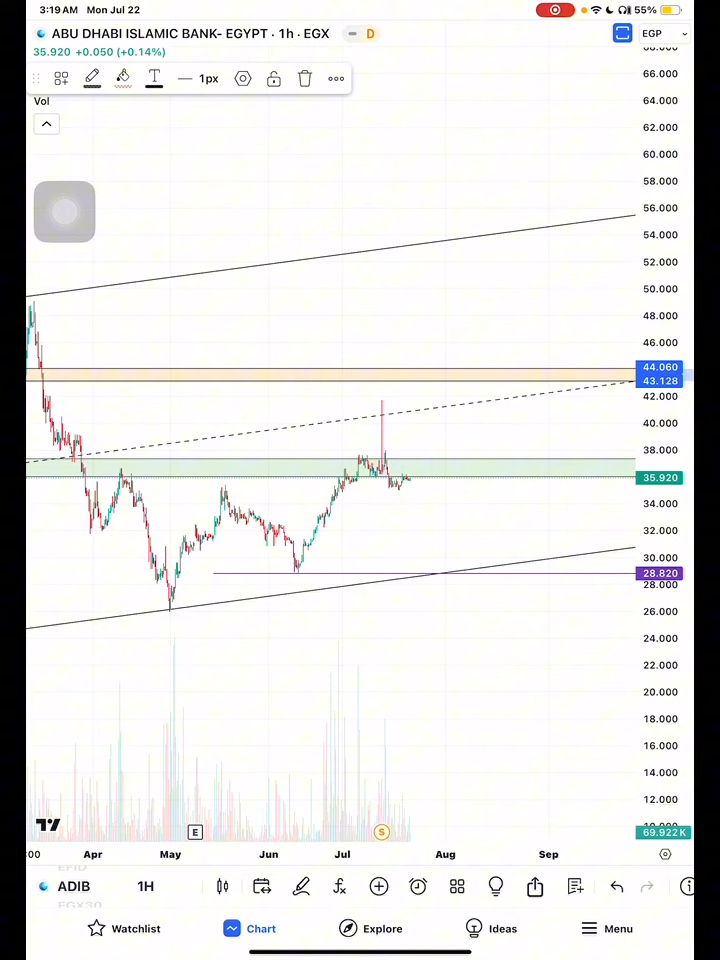 3:19 AM Mon Jul 22
55%
ABU DHABI ISLAMIC BANK- EGYPT · 1h · EGX
D
EGP
35.920 +0.050 (+0.14%)
1px
Vol
66.000
64.000
62.000
60.000
58.000
56.000
54.000
52.000
50.000
48.000
46.000
44.060
43.128
42.000
40.000
38.000
35.920
34.000
32.000
30.000
28.820
28.000
26.000
24.000
22.000
20.000
18.000
16.000
14.000
12.000
E
S
69.922K
:00 Apr May Jun Jul Aug Sep
ADIB 1H
EGX30
Watchlist Chart Explore Ideas Menu